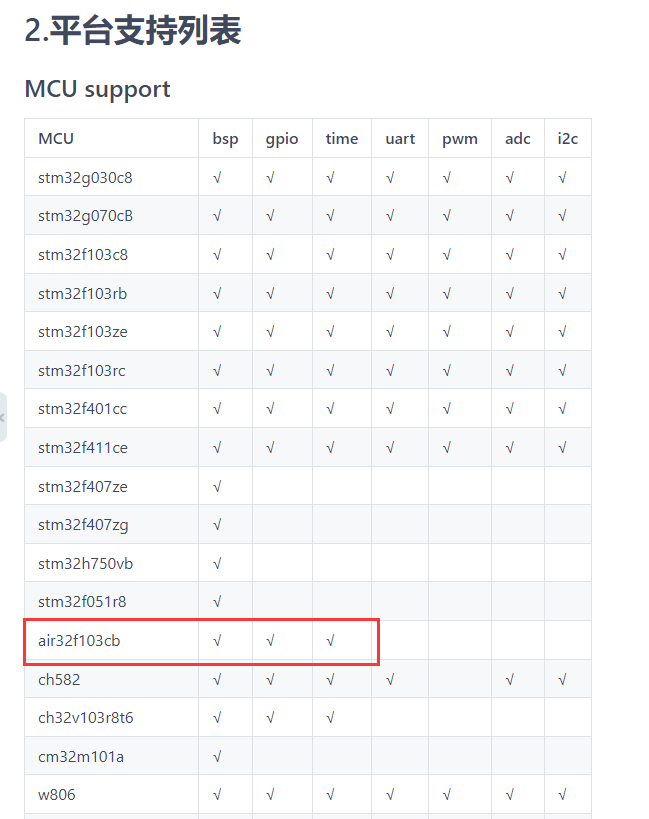 2.平台支持列表
MCU support
MCU bsp gpio time uart pwm adc i2c
stm32g030c8 √ √ √ √ √ √ √
stm32g070cB √ √ √ √ √ √ √
stm32f103c8 √ √ √ √ √ √ √
stm32f103rb √ √ √ √ √ √ √
stm32f103ze √ √ √ √ √ √ √
stm32f103rc √ √ √ √ √ √ √
stm32f401cc √ √ √ √ √ √ √
stm32f411ce √ √ √ √ √ √ √
stm32f407ze √
stm32f407zg √
stm32h750vb √
stm32f051r8 √
air32f103cb √ √ √
ch582 √ √ √ √ √ √
ch32v103r8t6 √ √ √
cm32m101a √
w806 √ √ √ √ √ √ √